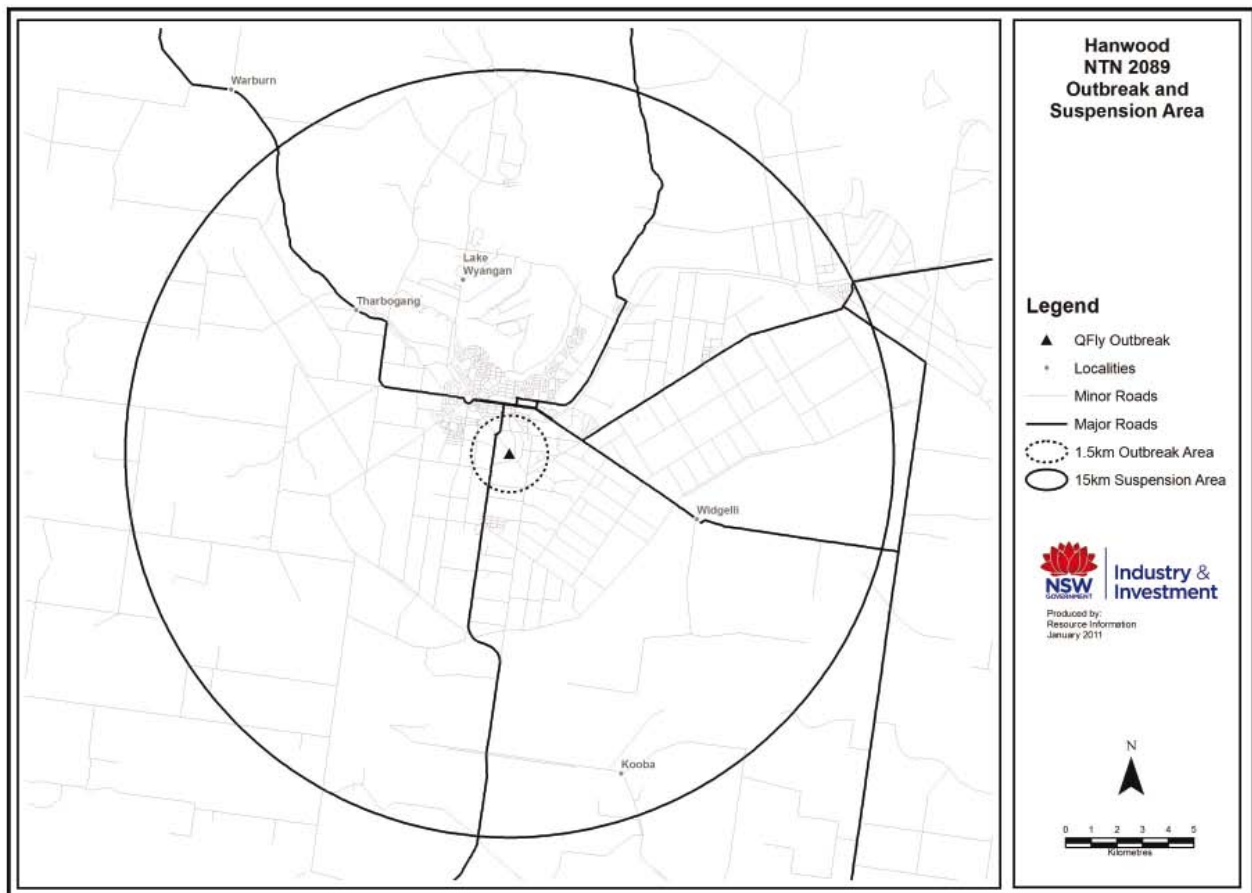 Hanwood
NTN 2089
Outbreak and
Suspension Area
Warburn
Lake
Wyangan
Tharbogang
Widgelli
Kooba
Legend
QFly Outbreak
Localities
Minor Roads
Major Roads
1.5km Outbreak Area
15km Suspension Area
NSW
GOVERNMENT
Industry &
Investment
Produced by:
Resource Information
January 2011
N
0 1 2 3 4 5
Kilometres